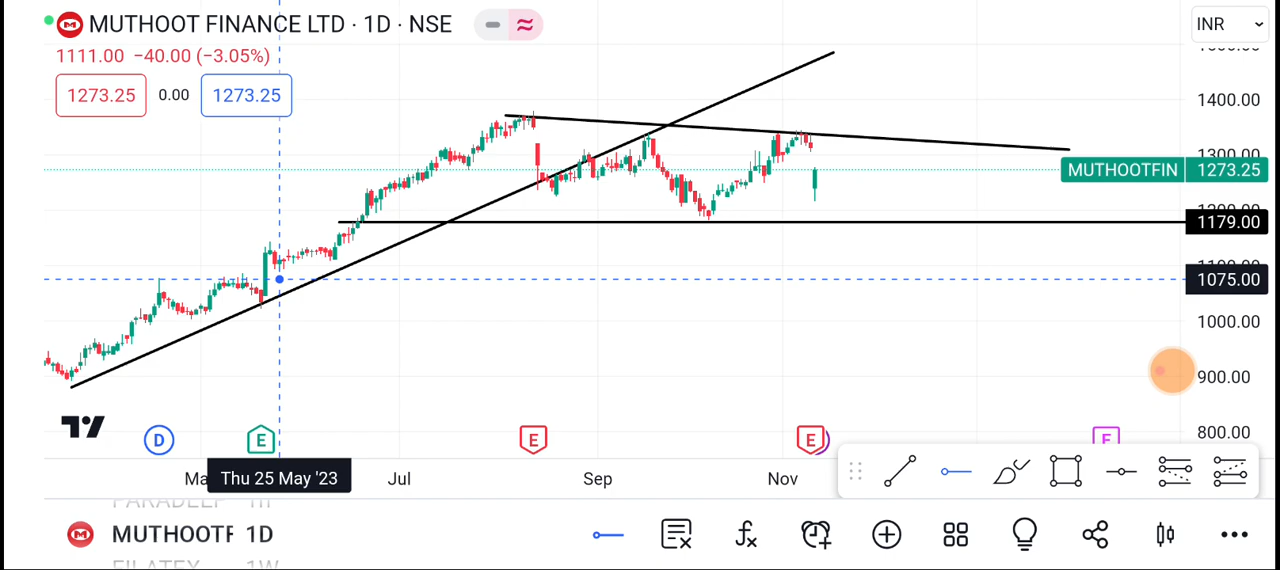 MUTHOOT FINANCE LTD · 1D · NSE
INR
1111.00 −40.00 (−3.05%)
1273.25 0.00 1273.25
1400.00
1300.00
MUTHOOTFIN 1273.25
1179.00
1075.00
1000.00
900.00
800.00
D E E E
Thu 25 May '23
Jul Sep Nov
MUTHOOTF 1D